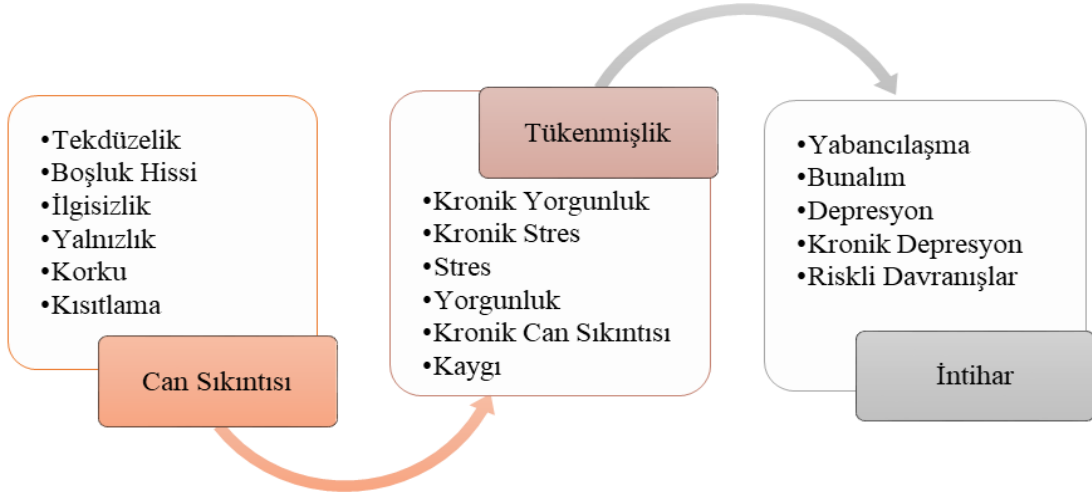 •Tekdüzelik
•Boşluk Hissi
•İlgisizlik
•Yalnızlık
•Korku
•Kısıtlama
Can Sıkıntısı
Tükenmişlik
•Kronik Yorgunluk
•Kronik Stres
•Stres
•Yorgunluk
•Kronik Can Sıkıntısı
•Kaygı
•Yabancılaşma
•Bunalım
•Depresyon
•Kronik Depresyon
•Riskli Davranışlar
İntihar